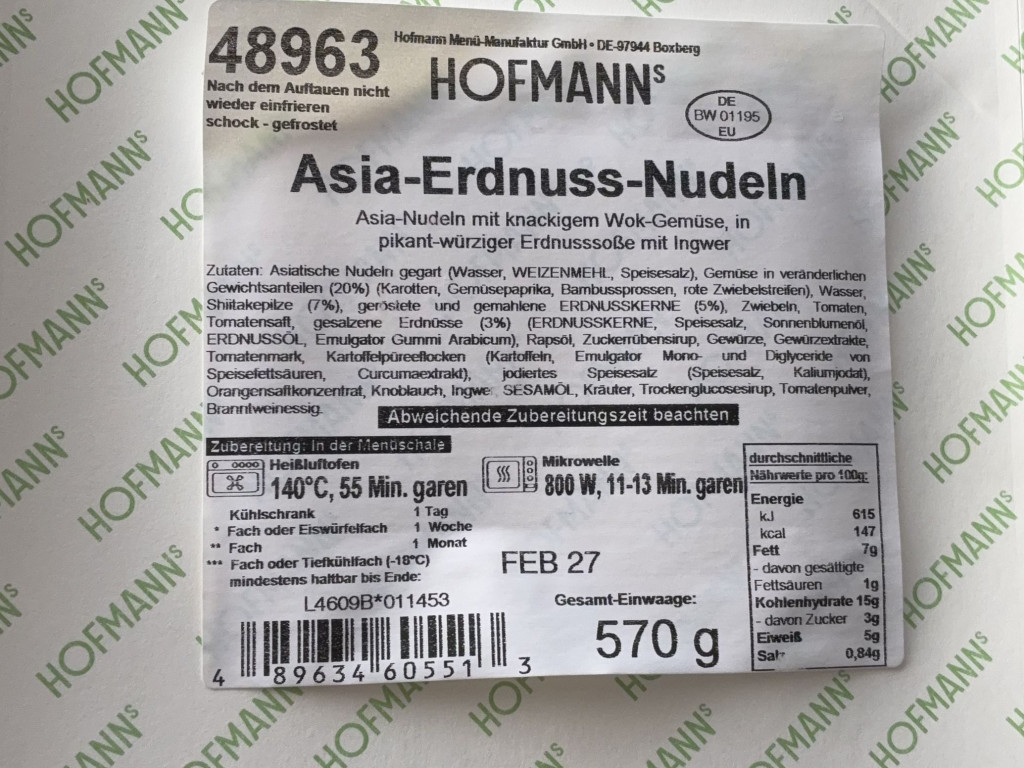 48963
Hofmann Menü-Manufaktur GmbH • DE-97944 Boxberg
HOFMANNS
Nach dem Auftauen nicht
wieder einfrieren
schock - gefrostet
DE
BW 01195
EU
Asia-Erdnuss-Nudeln
Asia-Nudeln mit knackigem Wok-Gemüse, in
pikant-würziger Erdnusssoße mit Ingwer
Zutaten: Asiatische Nudeln gegart (Wasser, WEIZENMEHL, Speisesalz), Gemüse in veränderlichen
Gewichtsanteilen (20%) (Karotten, Gemüsepaprika, Bambussprossen, rote Zwiebelstreifen), Wasser,
Shiitakepilze (7%), geröstete und gemahlene ERDNUSSKERNE (5%), Zwiebeln, Tomaten,
Tomatensaft, gesalzene Erdnüsse (3%) (ERDNUSSKERNE, Speisesalz, Sonnenblumenöl,
ERDNUSSÖL, Emulgator Gummi Arabicum), Rapsöl, Zuckerrübensirup, Gewürze, Gewürzextrakte,
Tomatenmark, Kartoffelpüreeflocken (Kartoffeln, Emulgator Mono- und Diglyceride von
Speisefettsäuren, Curcumaextrakt), jodiertes Speisesalz (Speisesalz, Kaliumjodat),
Orangensaftkonzentrat, Knoblauch, Ingwe SESAMÖL, Kräuter, Trockenglucosesirup, Tomatenpulver,
Branntweinessig.
Abweichende Zubereitungszeit beachten
Zubereitung: In der Menüschale
Heißluftofen
140°C, 55 Min. garen
Mikrowelle
800 W, 11-13 Min. garen
Kühlschrank 1 Tag
* Fach oder Eiswürfelfach 1 Woche
** Fach 1 Monat
*** Fach oder Tiefkühlfach (-18°C)
mindestens haltbar bis Ende:
FEB 27
L4609B*011453
4 89634 60551 3
Gesamt-Einwaage:
570 g
durchschnittliche
Nährwerte pro 100g:
Energie
kJ 615
kcal 147
Fett 7g
- davon gesättigte
Fettsäuren 1g
Kohlenhydrate 15g
- davon Zucker 3g
Eiweiß 5g
Salz 0,84g
HOFMANNS
HOFMANNS
HOFMANNS
HOFMANNS
HOFMANNS
HOFMANNS